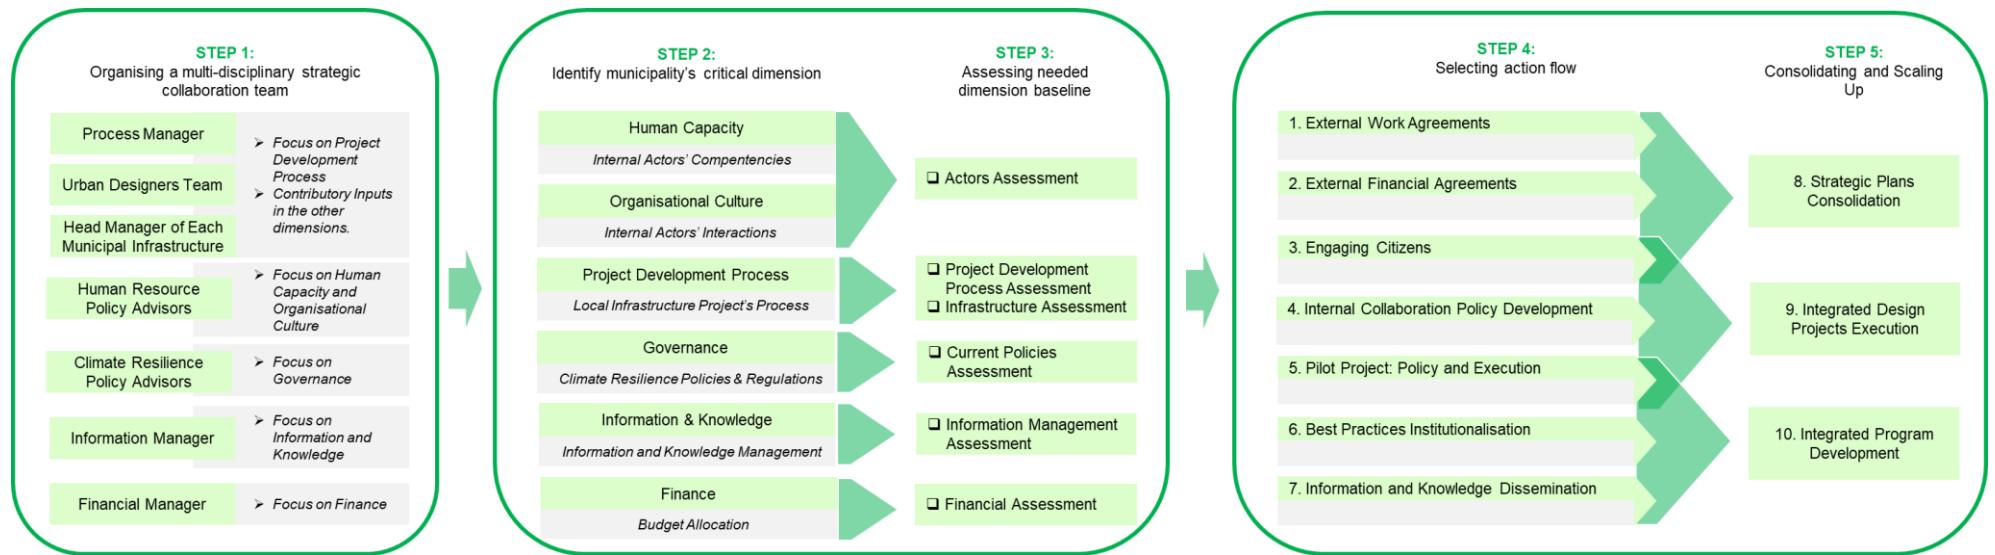 STEP 1:
Organising a multi-disciplinary strategic
collaboration team
Process Manager
Urban Designers Team
Head Manager of Each
Municipal Infrastructure
➢ Focus on Project
Development
Process
➢ Contributory Inputs
in the other
dimensions.
Human Resource
Policy Advisors
➢ Focus on Human
Capacity and
Organisational
Culture
Climate Resilience
Policy Advisors
➢ Focus on
Governance
Information Manager
➢ Focus on
Information and
Knowledge
Financial Manager
➢ Focus on Finance
STEP 2:
Identify municipality's critical dimension
Human Capacity
Internal Actors' Compentencies
Organisational Culture
Internal Actors' Interactions
Project Development Process
Local Infrastructure Project's Process
Governance
Climate Resilience Policies & Regulations
Information & Knowledge
Information and Knowledge Management
Finance
Budget Allocation
STEP 3:
Assessing needed
dimension baseline
❑ Actors Assessment
❑ Project Development
Process Assessment
❑ Infrastructure Assessment
❑ Current Policies
Assessment
❑ Information Management
Assessment
❑ Financial Assessment
STEP 4:
Selecting action flow
1. External Work Agreements
2. External Financial Agreements
3. Engaging Citizens
4. Internal Collaboration Policy Development
5. Pilot Project: Policy and Execution
6. Best Practices Institutionalisation
7. Information and Knowledge Dissemination
STEP 5:
Consolidating and Scaling
Up
8. Strategic Plans
Consolidation
9. Integrated Design
Projects Execution
10. Integrated Program
Development